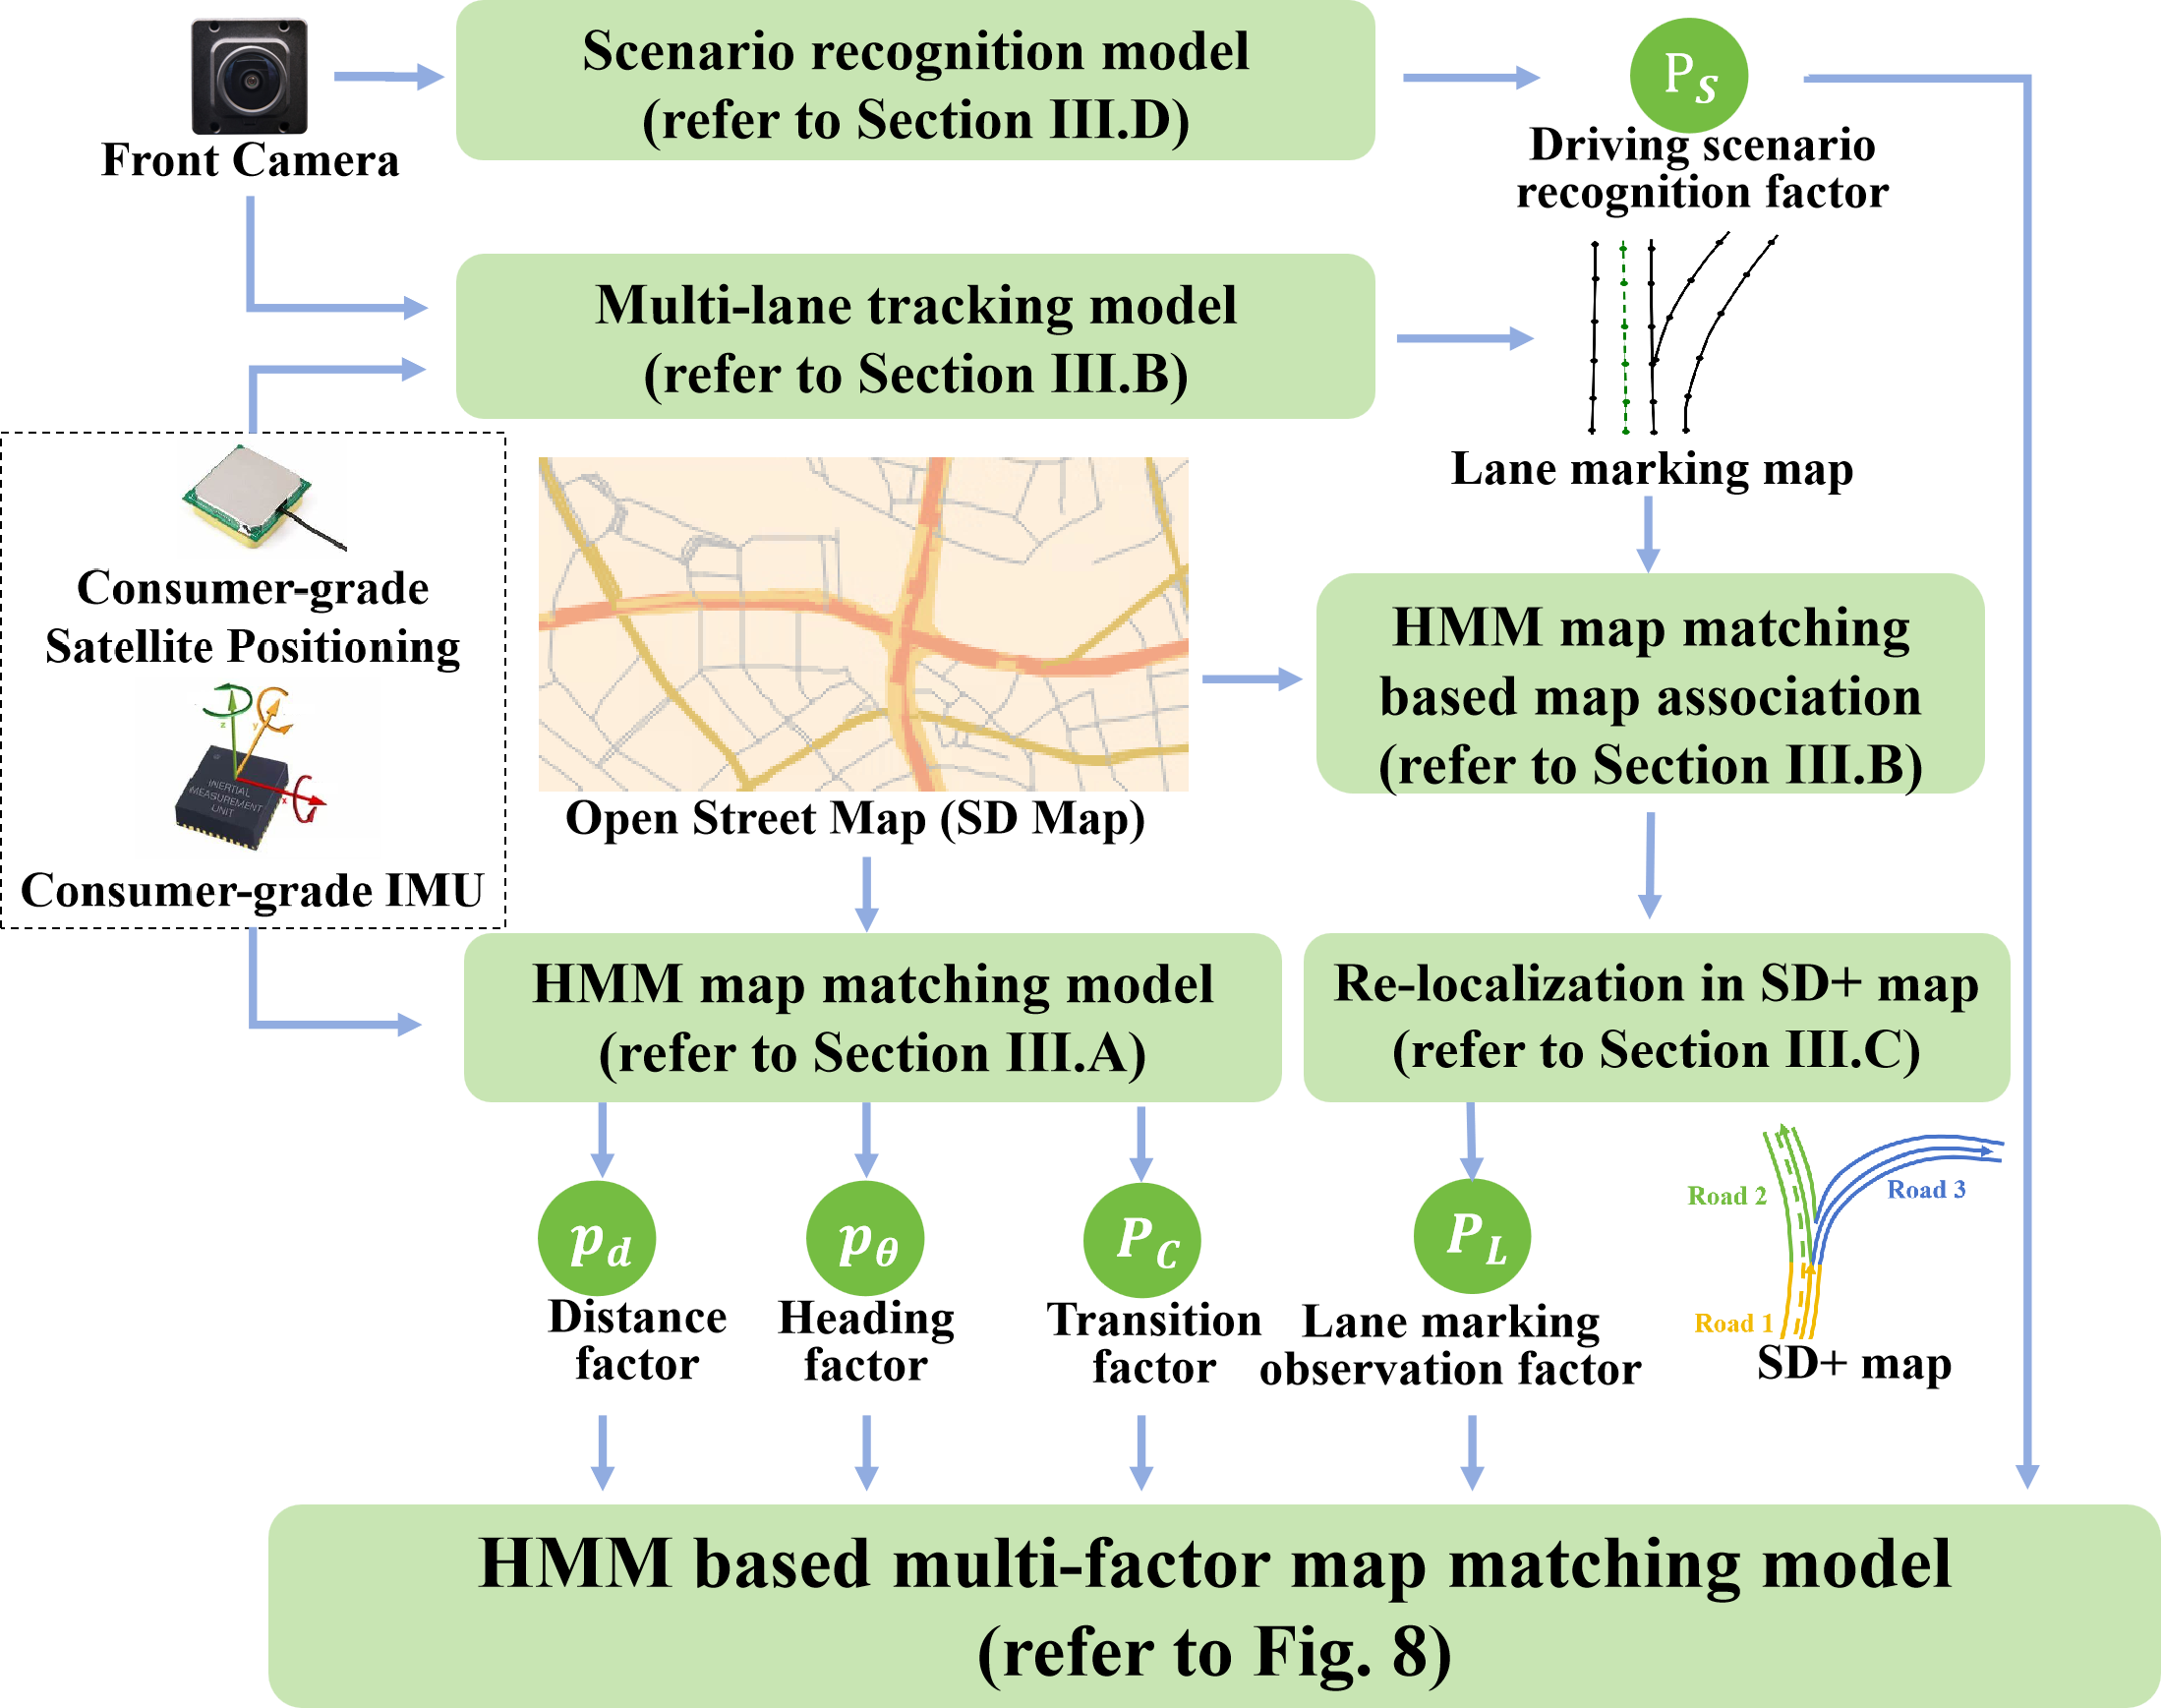 Scenario recognition model
(refer to Section III.D)
P_S
Front Camera
Driving scenario
recognition factor
Multi-lane tracking model
(refer to Section III.B)
Lane marking map
Consumer-grade
Satellite Positioning
z
y
x
INERTIAL
MEASUREMENT
UNIT
Consumer-grade IMU
Open Street Map (SD Map)
HMM map matching
based map association
(refer to Section III.B)
HMM map matching model
(refer to Section III.A)
Re-localization in SD+ map
(refer to Section III.C)
p_d
Distance
factor
p_θ
Heading
factor
P_C
Transition
factor
P_L
Lane marking
observation factor
Road 2
Road 3
Road 1
SD+ map
HMM based multi-factor map matching model
(refer to Fig. 8)